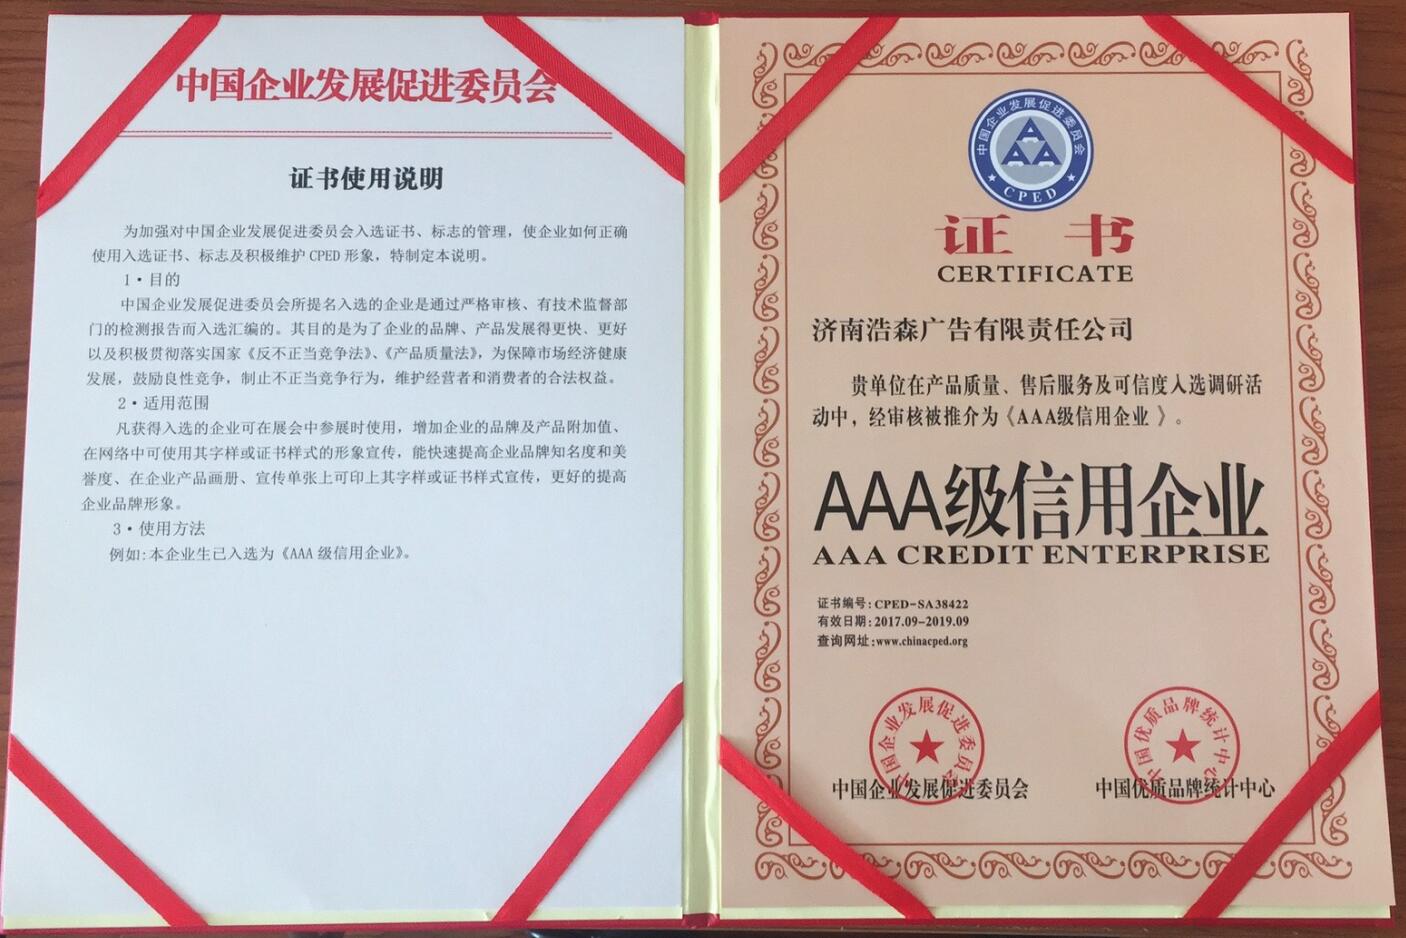 中国企业发展促进委员会
证书使用说明
为加强对中国企业发展促进委员会入选证书、标志的管理，使企业如何正确
使用入选证书、标志及积极维护 CPED 形象，特制定本说明。
1·目的
中国企业发展促进委员会所提名入选的企业是通过严格审核、有技术监督部
门的检测报告而入选汇编的。其目的是为了企业的品牌、产品发展得更快、更好
以及积极贯彻落实国家《反不正当竞争法》、《产品质量法》，为保障市场经济健康
发展，鼓励良性竞争，制止不正当竞争行为，维护经营者和消费者的合法权益。
2·适用范围
凡获得入选的企业可在展会中参展时使用，增加企业的品牌及产品附加值、
在网络中可使用其字样或证书样式的形象宣传，能快速提高企业品牌知名度和美
誉度、在企业产品画册、宣传单张上可印上其字样或证书样式宣传，更好的提高
企业品牌形象。
3·使用方法
例如:本企业生已入选为《AAA 级信用企业》。
中国企业发展促进委员会
AAA
CPED
证书
CERTIFICATE
济南浩森广告有限责任公司
贵单位在产品质量、售后服务及可信度入选调研活
动中，经审核被推介为《AAA级信用企业 》。
AAA级信用企业
AAA CREDIT ENTERPRISE
证书编号:CPED-SA38422
有效日期:2017.09-2019.09
查询网址:www.chinacped.org
中国企业发展促进委员会
中国企业发展促进委员会
中国优质品牌统计中心
中国优质品牌统计中心